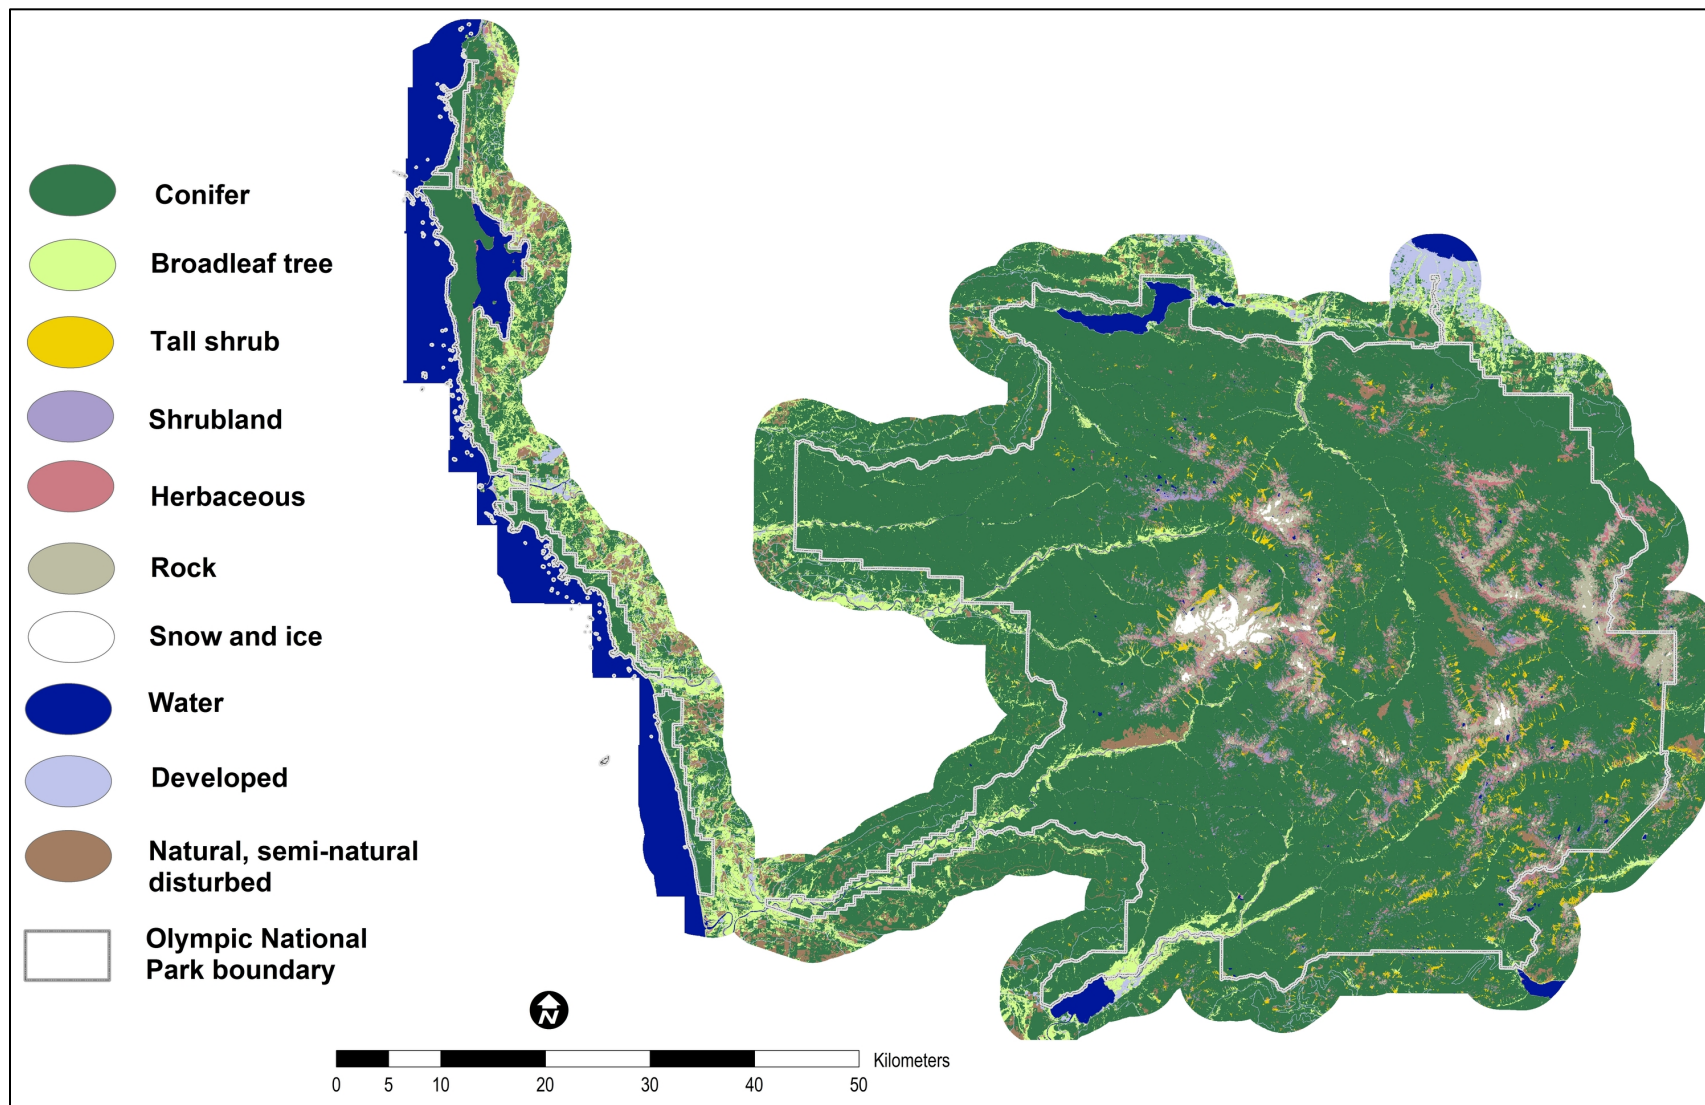 Conifer
Broadleaf tree
Tall shrub
Shrubland
Herbaceous
Rock
Snow and ice
Water
Developed
Natural, semi-natural
disturbed
Olympic National
Park boundary
N
Kilometers
0 5 10 20 30 40 50